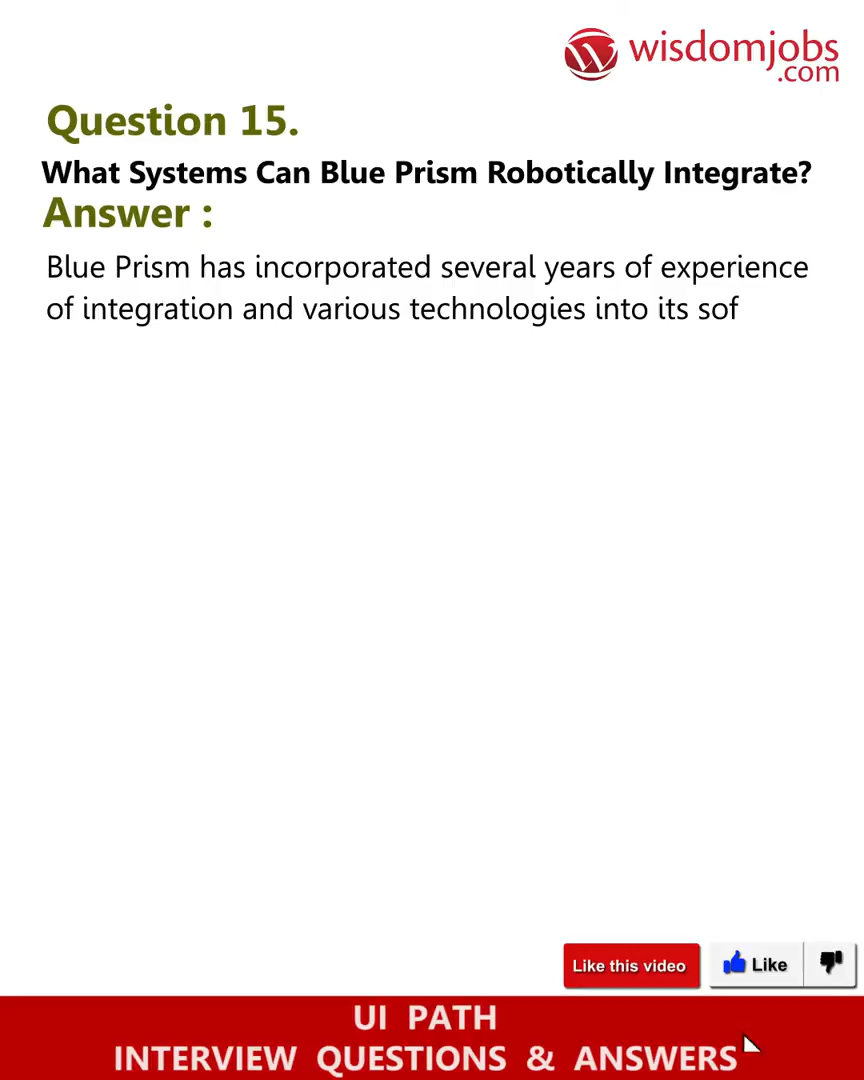 wisdomjobs
.com
Question 15.
What Systems Can Blue Prism Robotically Integrate?
Answer :
Blue Prism has incorporated several years of experience
of integration and various technologies into its sof
Like this video
Like
UI PATH
INTERVIEW QUESTIONS & ANSWERS